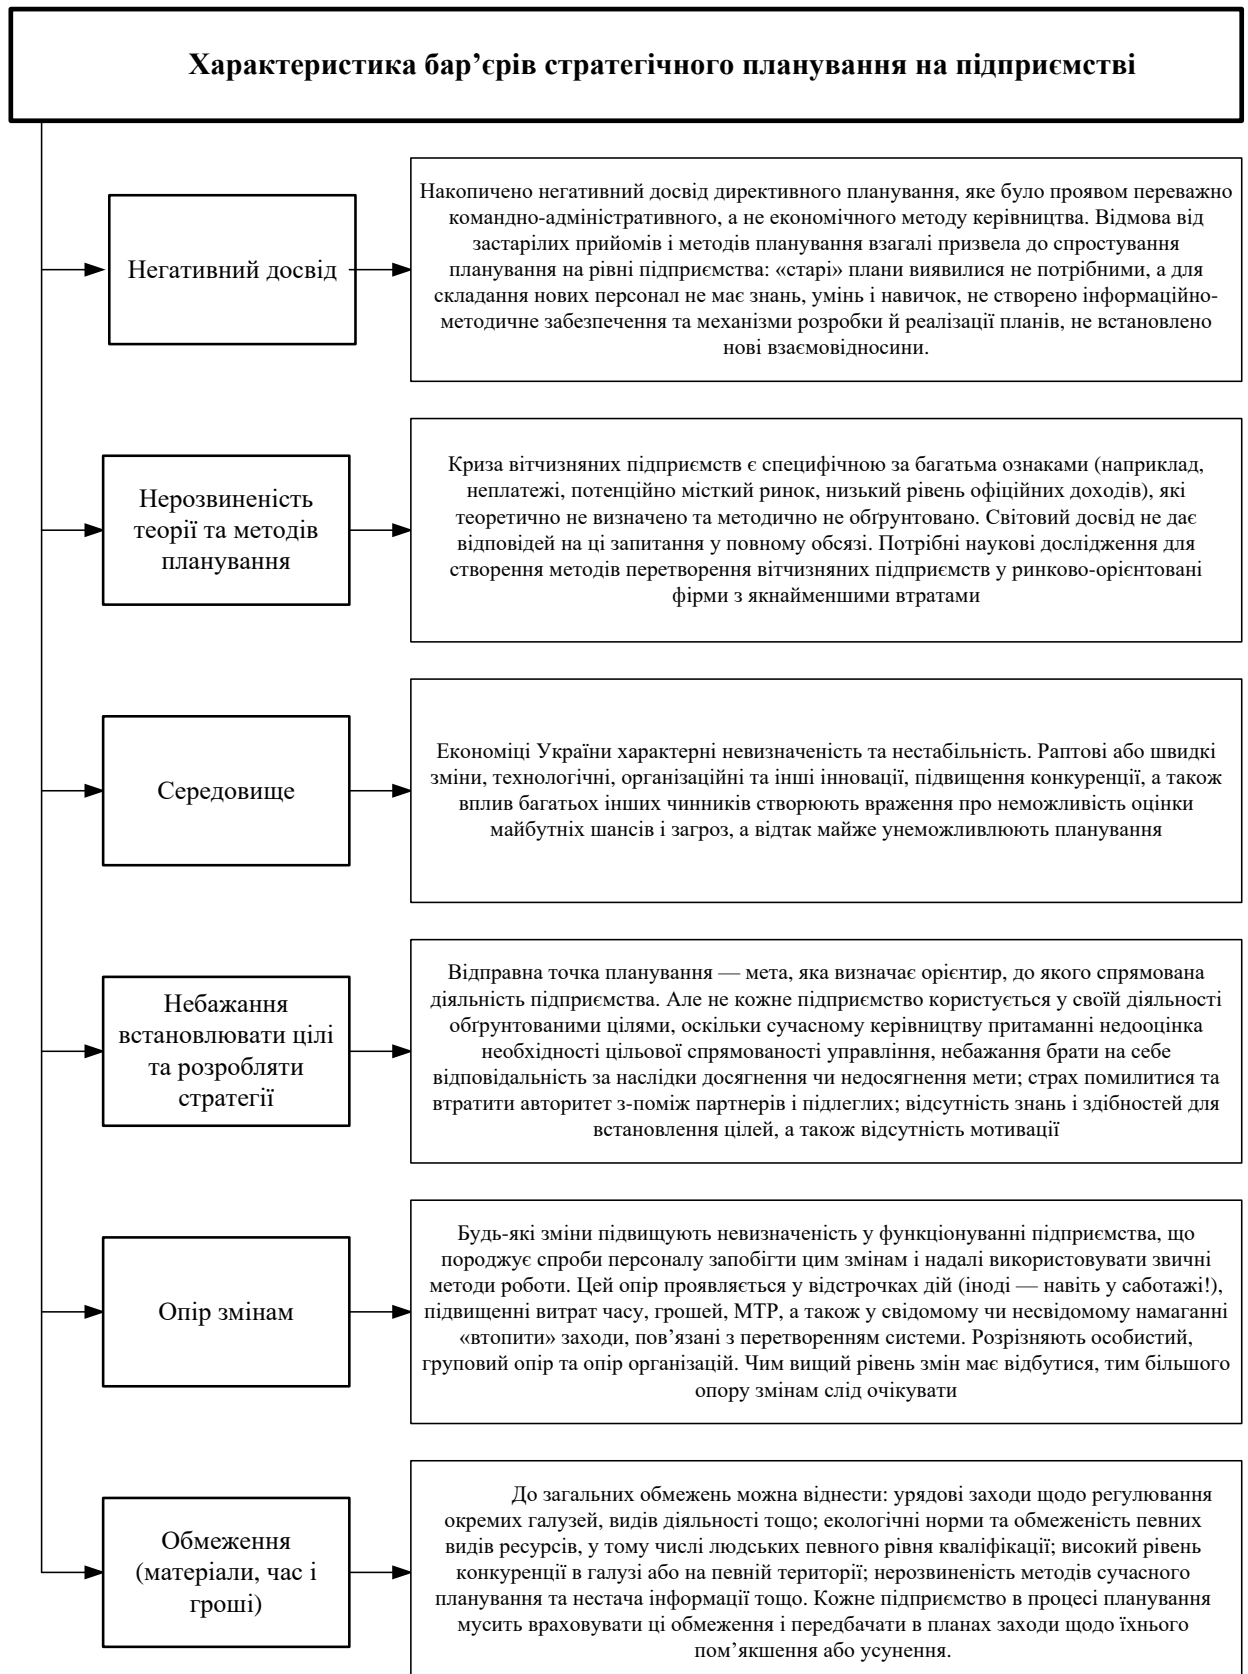 Характеристика бар’єрів стратегічного планування на підприємстві
Негативний досвід
Накопичено негативний досвід директивного планування, яке було проявом переважно
командно-адміністративного, а не економічного методу керівництва. Відмова від
застарілих прийомів і методів планування взагалі призвела до спростування
планування на рівні підприємства: «старі» плани виявилися не потрібними, а для
складання нових персонал не має знань, умінь і навичок, не створено інформаційно-
методичне забезпечення та механізми розробки й реалізації планів, не встановлено
нові взаємовідносини.
Нерозвиненість
теорії та методів
планування
Криза вітчизняних підприємств є специфічною за багатьма ознаками (наприклад,
неплатежі, потенційно місткий ринок, низький рівень офіційних доходів), які
теоретично не визначено та методично не обґрунтовано. Світовий досвід не дає
відповідей на ці запитання у повному обсязі. Потрібні наукові дослідження для
створення методів перетворення вітчизняних підприємств у ринково-орієнтовані
фірми з якнайменшими втратами
Середовище
Економіці України характерні невизначеність та нестабільність. Раптові або швидкі
зміни, технологічні, організаційні та інші інновації, підвищення конкуренції, а також
вплив багатьох інших чинників створюють враження про неможливість оцінки
майбутніх шансів і загроз, а відтак майже унеможливлюють планування
Небажання
встановлювати цілі
та розробляти
стратегії
Відправна точка планування — мета, яка визначає орієнтир, до якого спрямована
діяльність підприємства. Але не кожне підприємство користується у своїй діяльності
обґрунтованими цілями, оскільки сучасному керівництву притаманні недооцінка
необхідності цільової спрямованості управління, небажання брати на себе
відповідальність за наслідки досягнення чи недосягнення мети; страх помилитися та
втратити авторитет з-поміж партнерів і підлеглих; відсутність знань і здібностей для
встановлення цілей, а також відсутність мотивації
Опір змінам
Будь-які зміни підвищують невизначеність у функціонуванні підприємства, що
породжує спроби персоналу запобігти цим змінам і надалі використовувати звичні
методи роботи. Цей опір проявляється у відстрочках дій (іноді — навіть у саботажі!),
підвищенні витрат часу, грошей, МТР, а також у свідомому чи несвідомому намаганні
«втопити» заходи, пов’язані з перетворенням системи. Розрізняють особистий,
груповий опір та опір організацій. Чим вищий рівень змін має відбутися, тим більшого
опору змінам слід очікувати
Обмеження
(матеріали, час і
гроші)
До загальних обмежень можна віднести: урядові заходи щодо регулювання
окремих галузей, видів діяльності тощо; екологічні норми та обмеженість певних
видів ресурсів, у тому числі людських певного рівня кваліфікації; високий рівень
конкуренції в галузі або на певній території; нерозвиненість методів сучасного
планування та нестача інформації тощо. Кожне підприємство в процесі планування
мусить враховувати ці обмеження і передбачати в планах заходи щодо їхнього
пом’якшення або усунення.